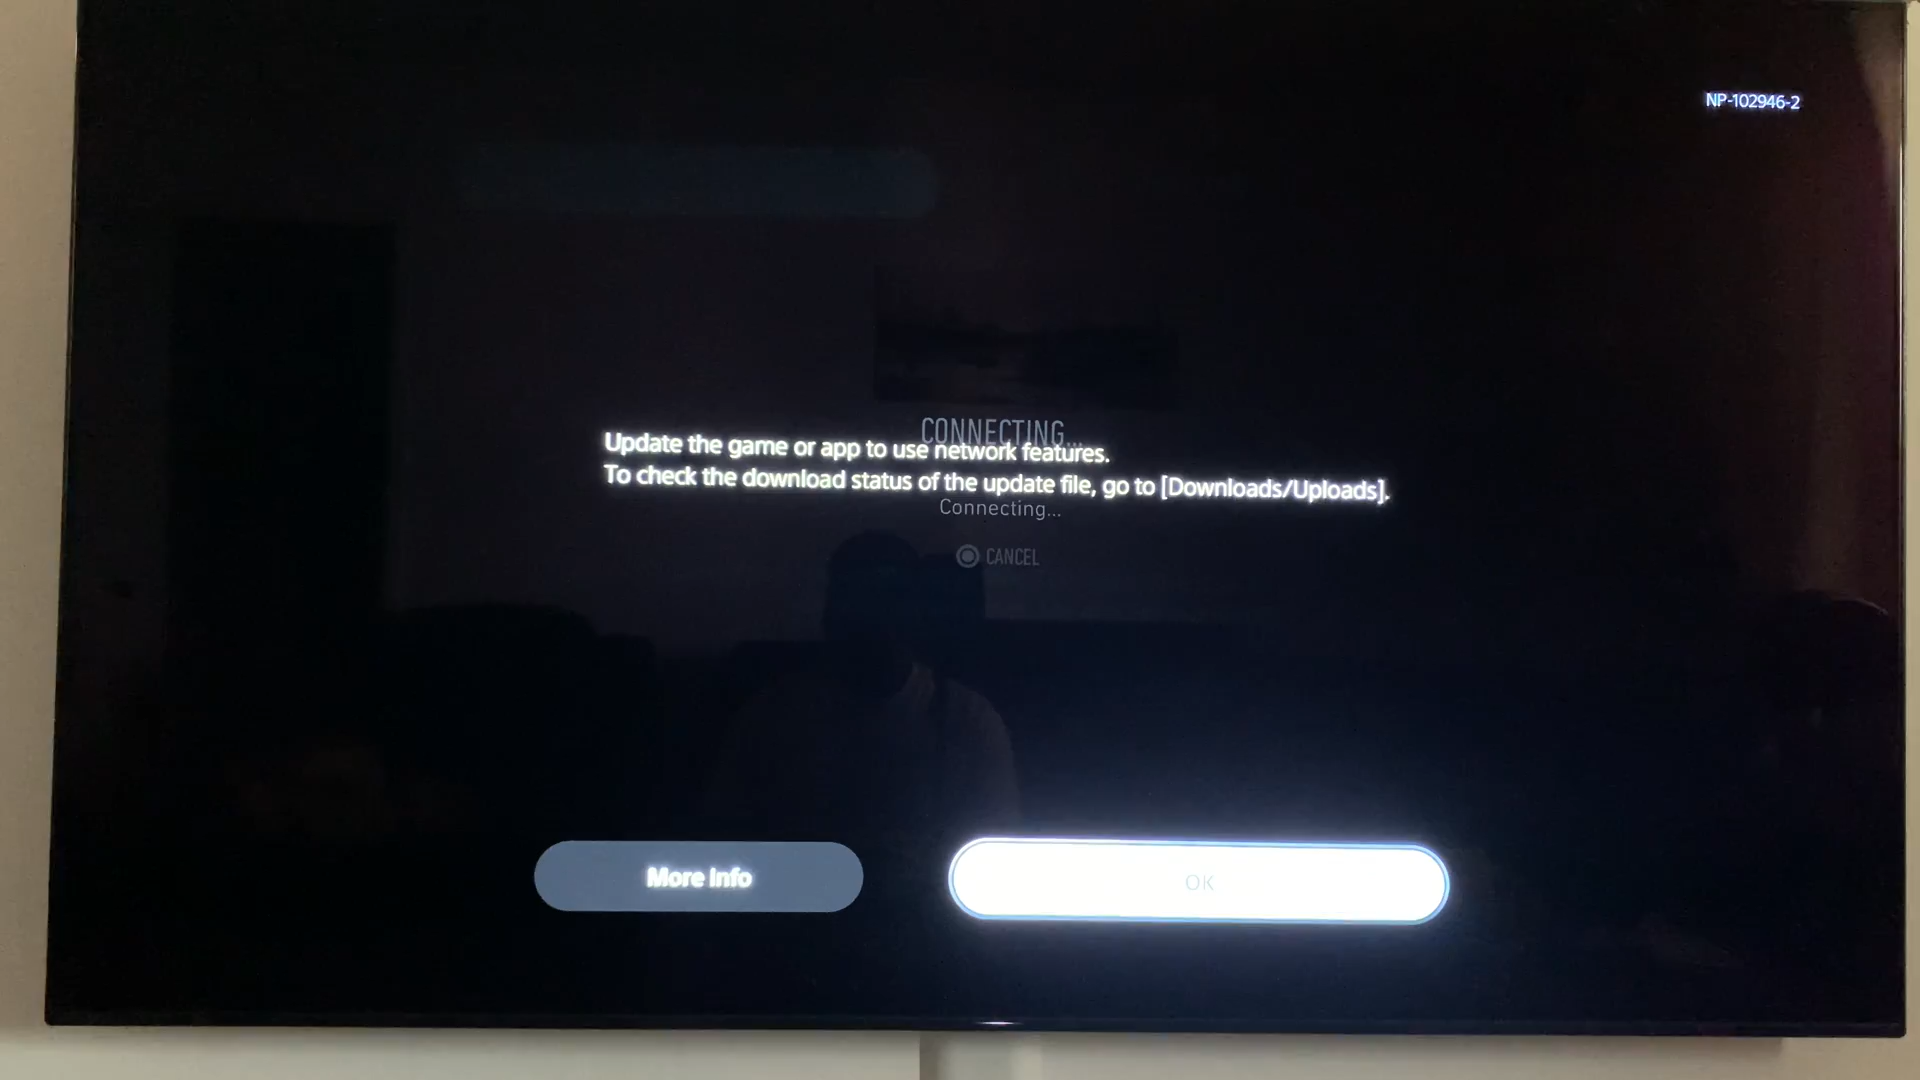 NP-102946-2
CONNECTING...
Update the game or app to use network features.
To check the download status of the update file, go to [Downloads/Uploads].
Connecting...
CANCEL
More Info
OK